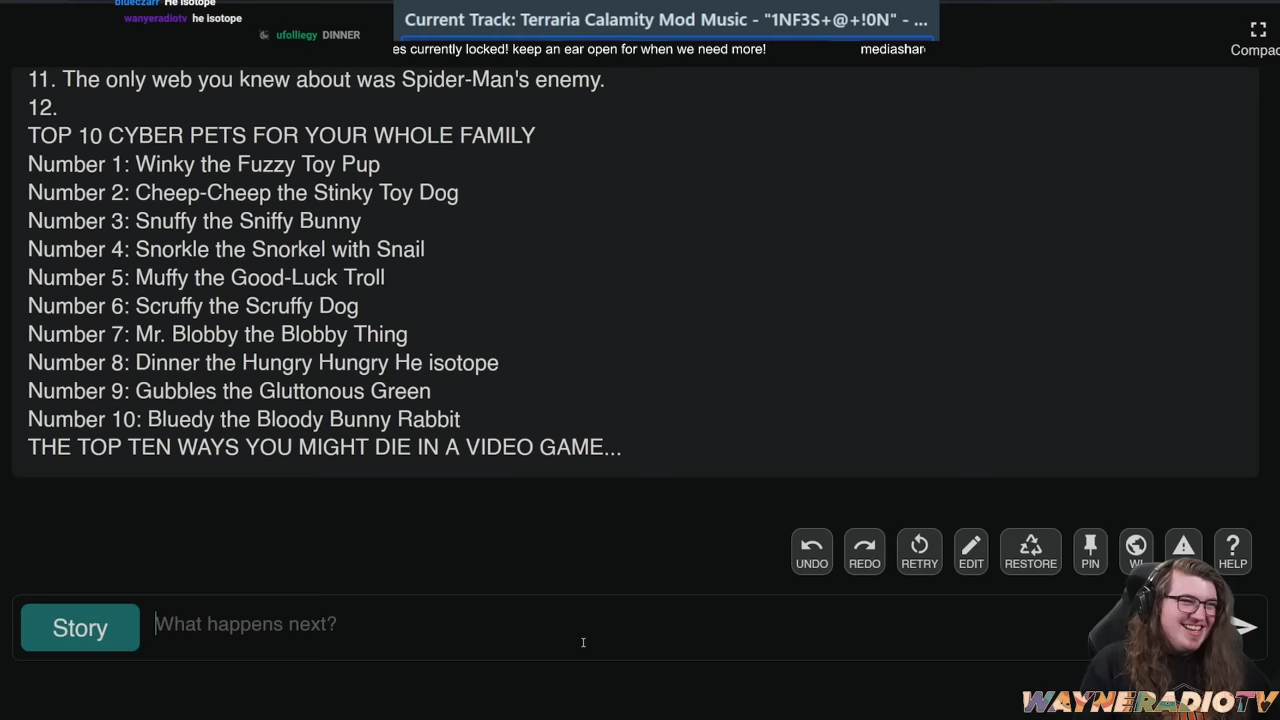 blueczarr He isotope
wanyeradiotv he isotope
ufolliegy DINNER
Current Track: Terraria Calamity Mod Music - "1NF3S+@+!0N" - ...
es currently locked! keep an ear open for when we need more! mediashar
Compac
11. The only web you knew about was Spider-Man's enemy.
12.
TOP 10 CYBER PETS FOR YOUR WHOLE FAMILY
Number 1: Winky the Fuzzy Toy Pup
Number 2: Cheep-Cheep the Stinky Toy Dog
Number 3: Snuffy the Sniffy Bunny
Number 4: Snorkle the Snorkel with Snail
Number 5: Muffy the Good-Luck Troll
Number 6: Scruffy the Scruffy Dog
Number 7: Mr. Blobby the Blobby Thing
Number 8: Dinner the Hungry Hungry He isotope
Number 9: Gubbles the Gluttonous Green
Number 10: Bluedy the Bloody Bunny Rabbit
THE TOP TEN WAYS YOU MIGHT DIE IN A VIDEO GAME...
UNDO REDO RETRY EDIT RESTORE PIN WI HELP
Story What happens next?
WAYNERADIOTV